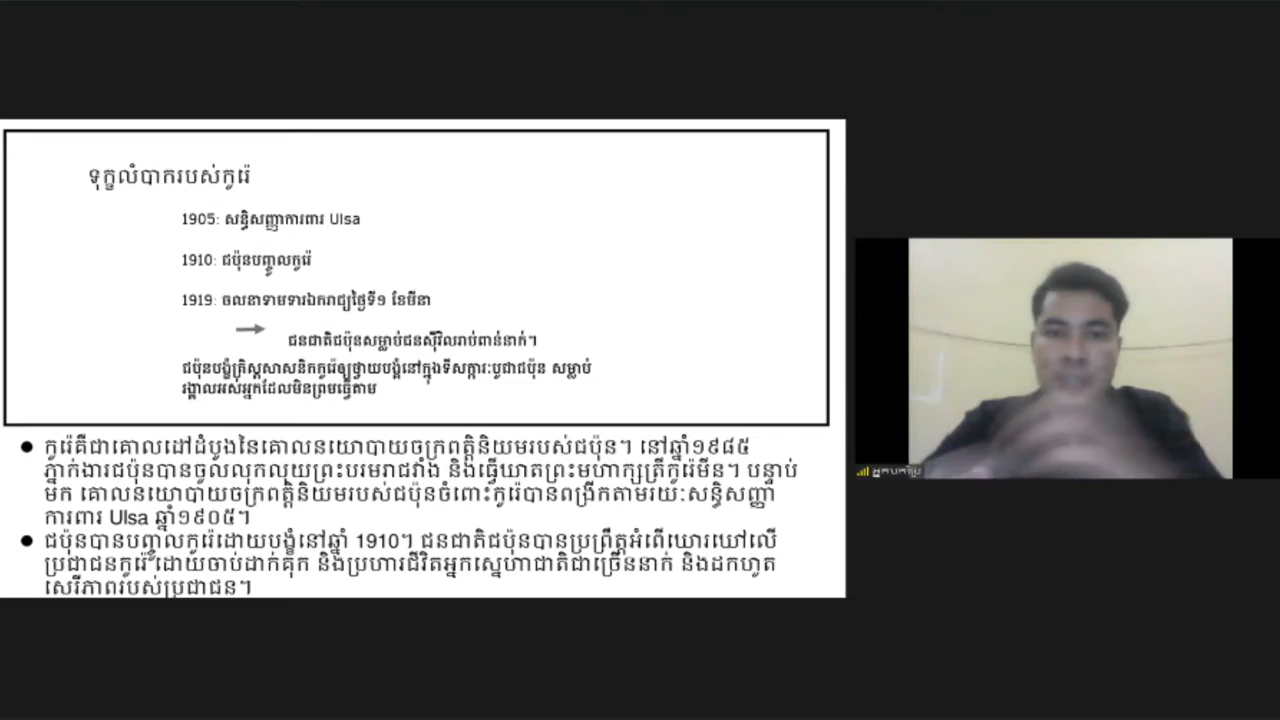 ទុក្ខលំបាករបស់កូរ៉េ
1905: សន្ធិសញ្ញាការពារ Ulsa
1910: ជប៉ុនបញ្ចូលកូរ៉េ
1919: ចលនាទាមទារឯករាជ្យថ្ងៃទី១ ខែមីនា
ជនជាតិជប៉ុនសម្លាប់ជនស៊ីវិលរាប់ពាន់នាក់។
ជប៉ុនបង្ខំគ្រិស្តសាសនិកកូរ៉េឲ្យថ្វាយបង្គំនៅក្នុងទីសក្ការៈបូជាជប៉ុន សម្លាប់
រង្គាលអស់អ្នកដែលមិនព្រមធ្វើតាម
● កូរ៉េគឺជាគោលដៅដំបូងនៃគោលនយោបាយចក្រពត្តិនិយមរបស់ជប៉ុន។ នៅឆ្នាំ១៩៨៥
ភ្នាក់ងារជប៉ុនបានចូលលុកលុយព្រះបរមរាជវាំង និងធ្វើឃាតព្រះមហាក្សត្រីកូរ៉េមីន។ បន្ទាប់
មក គោលនយោបាយចក្រពត្តិនិយមរបស់ជប៉ុនចំពោះកូរ៉េបានពង្រីកតាមរយៈសន្ធិសញ្ញា
ការពារ Ulsa ឆ្នាំ១៩០៥។
● ជប៉ុនបានបញ្ចូលកូរ៉េដោយបង្ខំនៅឆ្នាំ 1910។ ជនជាតិជប៉ុនបានប្រព្រឹត្តអំពើឃោរឃៅលើ
ប្រជាជនកូរ៉េ ដោយចាប់ដាក់គុក និងប្រហារជីវិតអ្នកស្នេហាជាតិជាច្រើននាក់ និងដកហូត
សេរីភាពរបស់ប្រជាជន។
អ្នកបកប្រែ